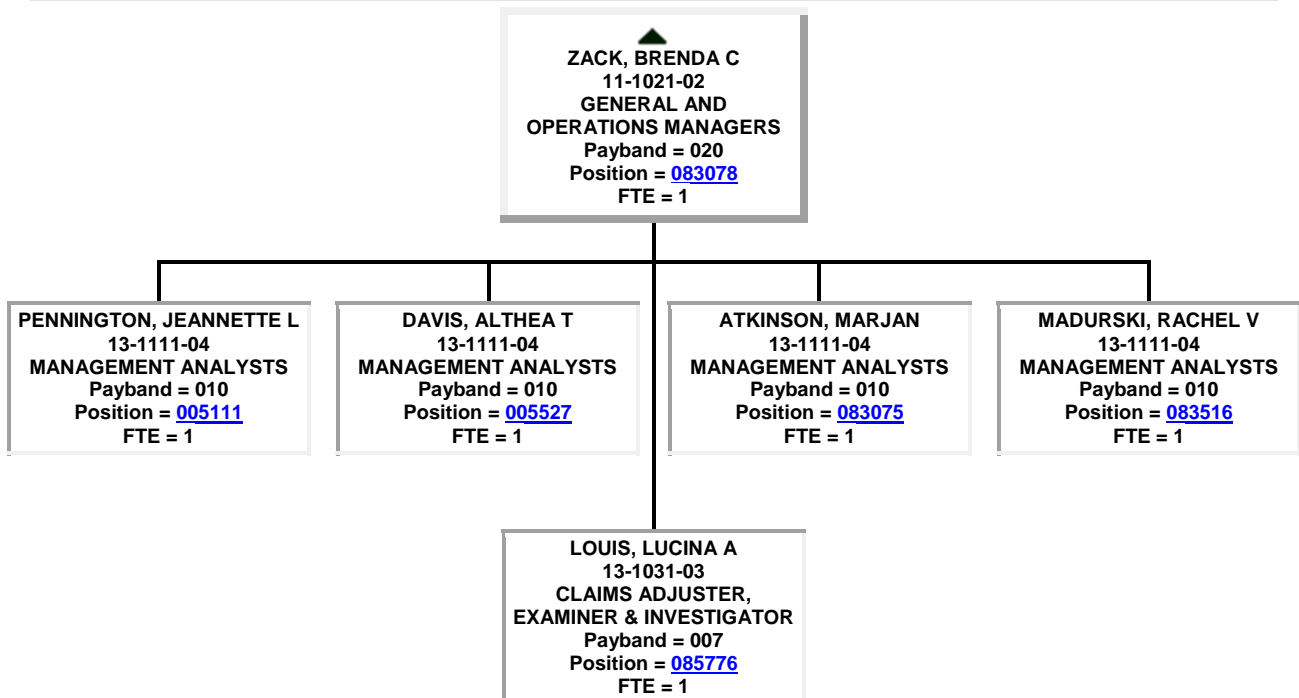 ZACK, BRENDA C
11-1021-02
GENERAL AND
OPERATIONS MANAGERS
Payband = 020
Position = 083078
FTE = 1
PENNINGTON, JEANNETTE L
13-1111-04
MANAGEMENT ANALYSTS
Payband = 010
Position = 005111
FTE = 1
DAVIS, ALTHEA T
13-1111-04
MANAGEMENT ANALYSTS
Payband = 010
Position = 005527
FTE = 1
ATKINSON, MARJAN
13-1111-04
MANAGEMENT ANALYSTS
Payband = 010
Position = 083075
FTE = 1
MADURSKI, RACHEL V
13-1111-04
MANAGEMENT ANALYSTS
Payband = 010
Position = 083516
FTE = 1
LOUIS, LUCINA A
13-1031-03
CLAIMS ADJUSTER,
EXAMINER & INVESTIGATOR
Payband = 007
Position = 085776
FTE = 1